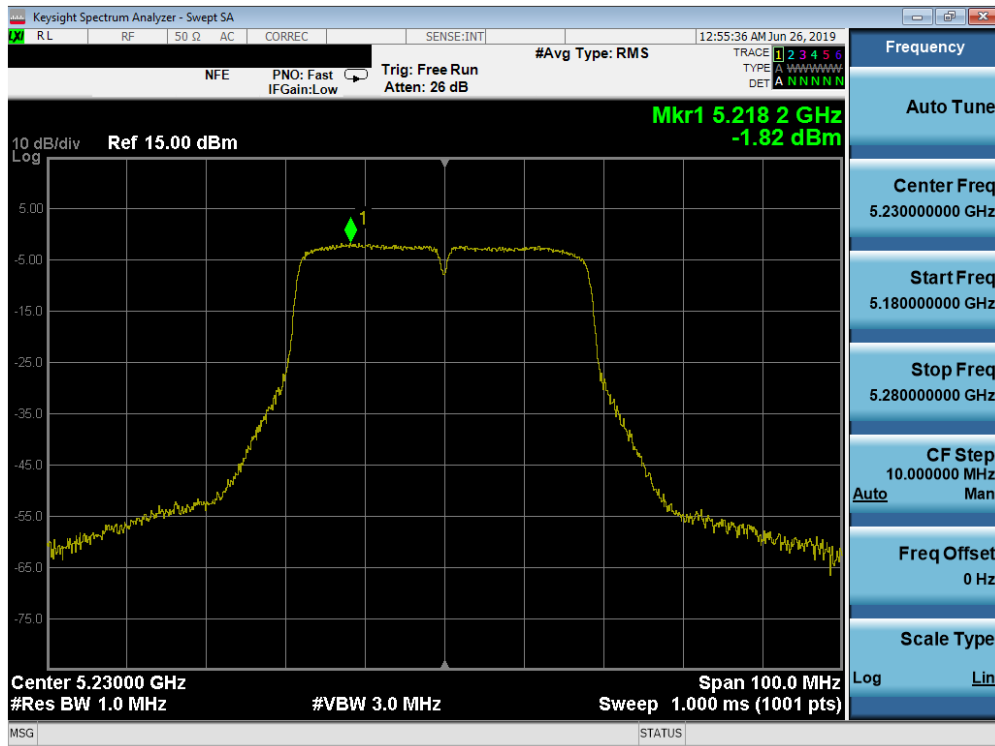 Keysight Spectrum Analyzer - Swept SA
LXI RL RF 50 Ω AC CORREC SENSE:INT 12:55:36 AM Jun 26, 2019
#Avg Type: RMS
TRACE 1 2 3 4 5 6
TYPE A W W W W W
DET A N N N N N
NFE
PNO: Fast
IFGain:Low
Trig: Free Run
Atten: 26 dB
Mkr1 5.218 2 GHz
-1.82 dBm
10 dB/div
Log
Ref 15.00 dBm
1
5.00
-5.00
-15.0
-25.0
-35.0
-45.0
-55.0
-65.0
-75.0
Center 5.23000 GHz
Span 100.0 MHz
#Res BW 1.0 MHz
#VBW 3.0 MHz
Sweep 1.000 ms (1001 pts)
MSG
STATUS
Frequency
Auto Tune
Center Freq
5.230000000 GHz
Start Freq
5.180000000 GHz
Stop Freq
5.280000000 GHz
CF Step
10.000000 MHz
Auto Man
Freq Offset
0 Hz
Scale Type
Log Lin